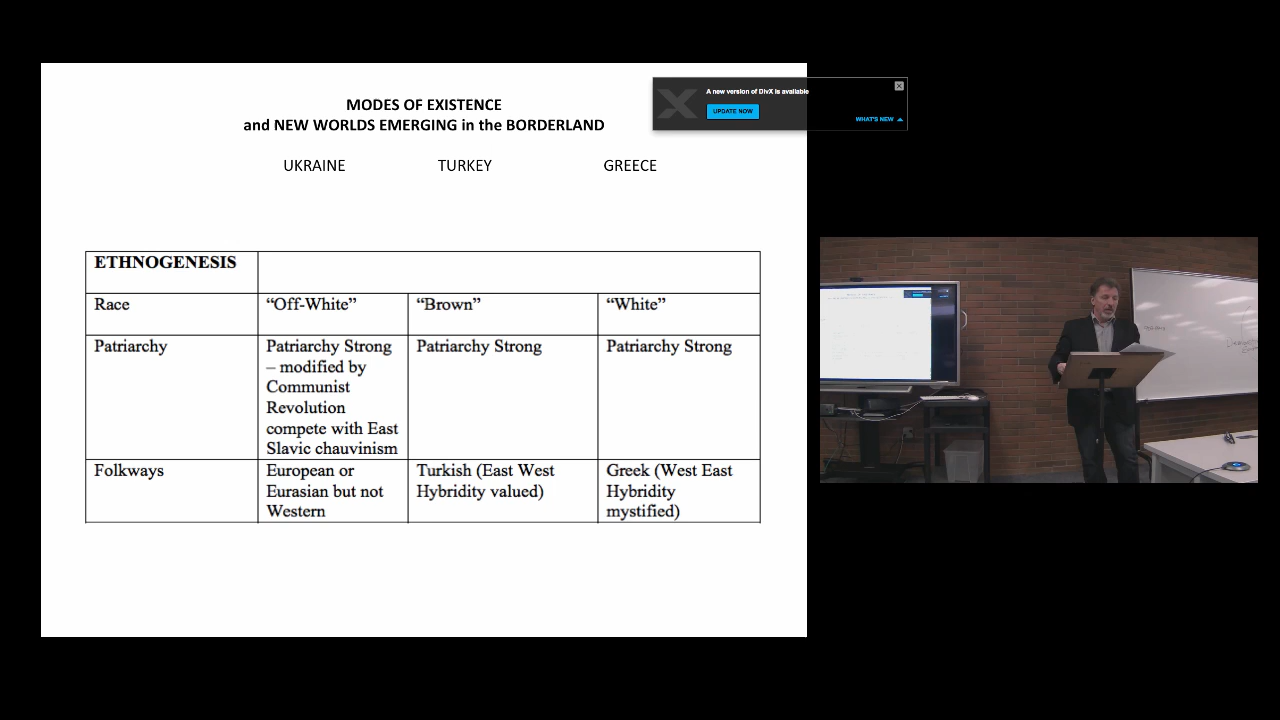 MODES OF EXISTENCE
and NEW WORLDS EMERGING in the BORDERLAND
A new version of DivX is available
UPDATE NOW
WHAT'S NEW
UKRAINE TURKEY GREECE
ETHNOGENESIS
Race “Off-White” “Brown” “White”
Patriarchy Patriarchy Strong Patriarchy Strong Patriarchy Strong
– modified by
Communist
Revolution
compete with East
Slavic chauvinism
Folkways European or Turkish (East West Greek (West East
Eurasian but not Hybridity valued) Hybridity
Western mystified)